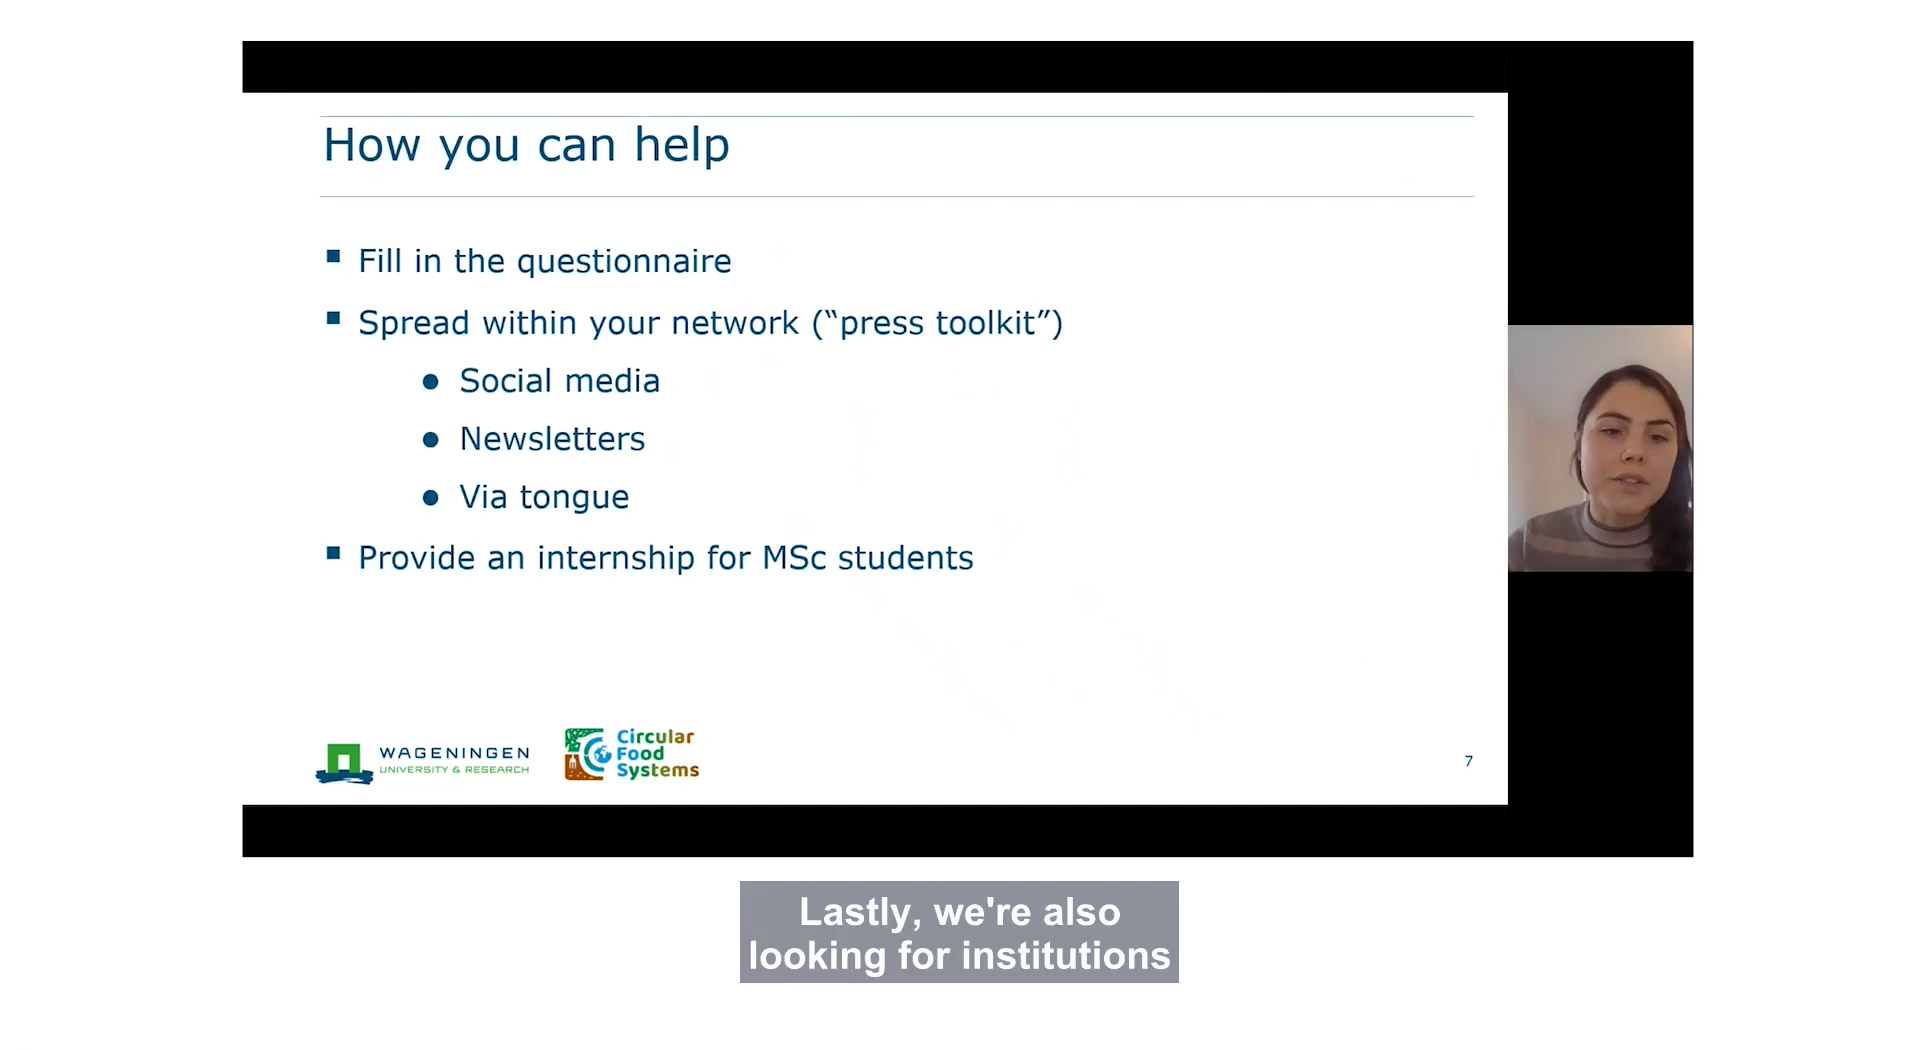 How you can help
Fill in the questionnaire
Spread within your network (“press toolkit”)
Social media
Newsletters
Via tongue
Provide an internship for MSc students
WAGENINGEN
UNIVERSITY & RESEARCH
Circular
Food
Systems
7
Lastly, we're also
looking for institutions